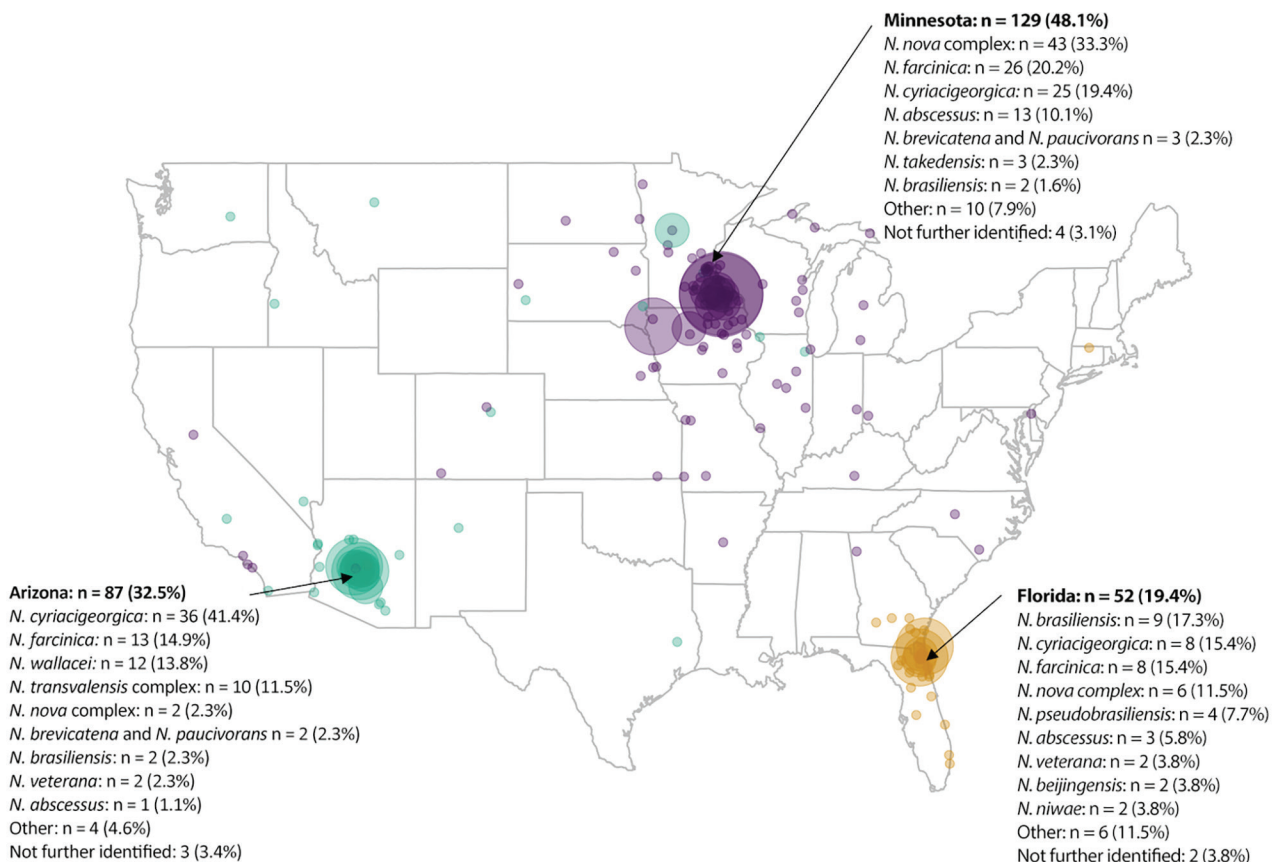 Minnesota: n = 129 (48.1%)
N. nova complex: n = 43 (33.3%)
N. farcinica: n = 26 (20.2%)
N. cyriacigeorgica: n = 25 (19.4%)
N. abscessus: n = 13 (10.1%)
N. brevicatena and N. paucivorans n = 3 (2.3%)
N. takedensis: n = 3 (2.3%)
N. brasiliensis: n = 2 (1.6%)
Other: n = 10 (7.9%)
Not further identified: 4 (3.1%)
Arizona: n = 87 (32.5%)
N. cyriacigeorgica: n = 36 (41.4%)
N. farcinica: n = 13 (14.9%)
N. wallacei: n = 12 (13.8%)
N. transvalensis complex: n = 10 (11.5%)
N. nova complex: n = 2 (2.3%)
N. brevicatena and N. paucivorans n = 2 (2.3%)
N. brasiliensis: n = 2 (2.3%)
N. veterana: n = 2 (2.3%)
N. abscessus: n = 1 (1.1%)
Other: n = 4 (4.6%)
Not further identified: 3 (3.4%)
Florida: n = 52 (19.4%)
N. brasiliensis: n = 9 (17.3%)
N. cyriacigeorgica: n = 8 (15.4%)
N. farcinica: n = 8 (15.4%)
N. nova complex: n = 6 (11.5%)
N. pseudobrasiliensis: n = 4 (7.7%)
N. abscessus: n = 3 (5.8%)
N. veterana: n = 2 (3.8%)
N. beijingensis: n = 2 (3.8%)
N. niwae: n = 2 (3.8%)
Other: n = 6 (11.5%)
Not further identified: 2 (3.8%)